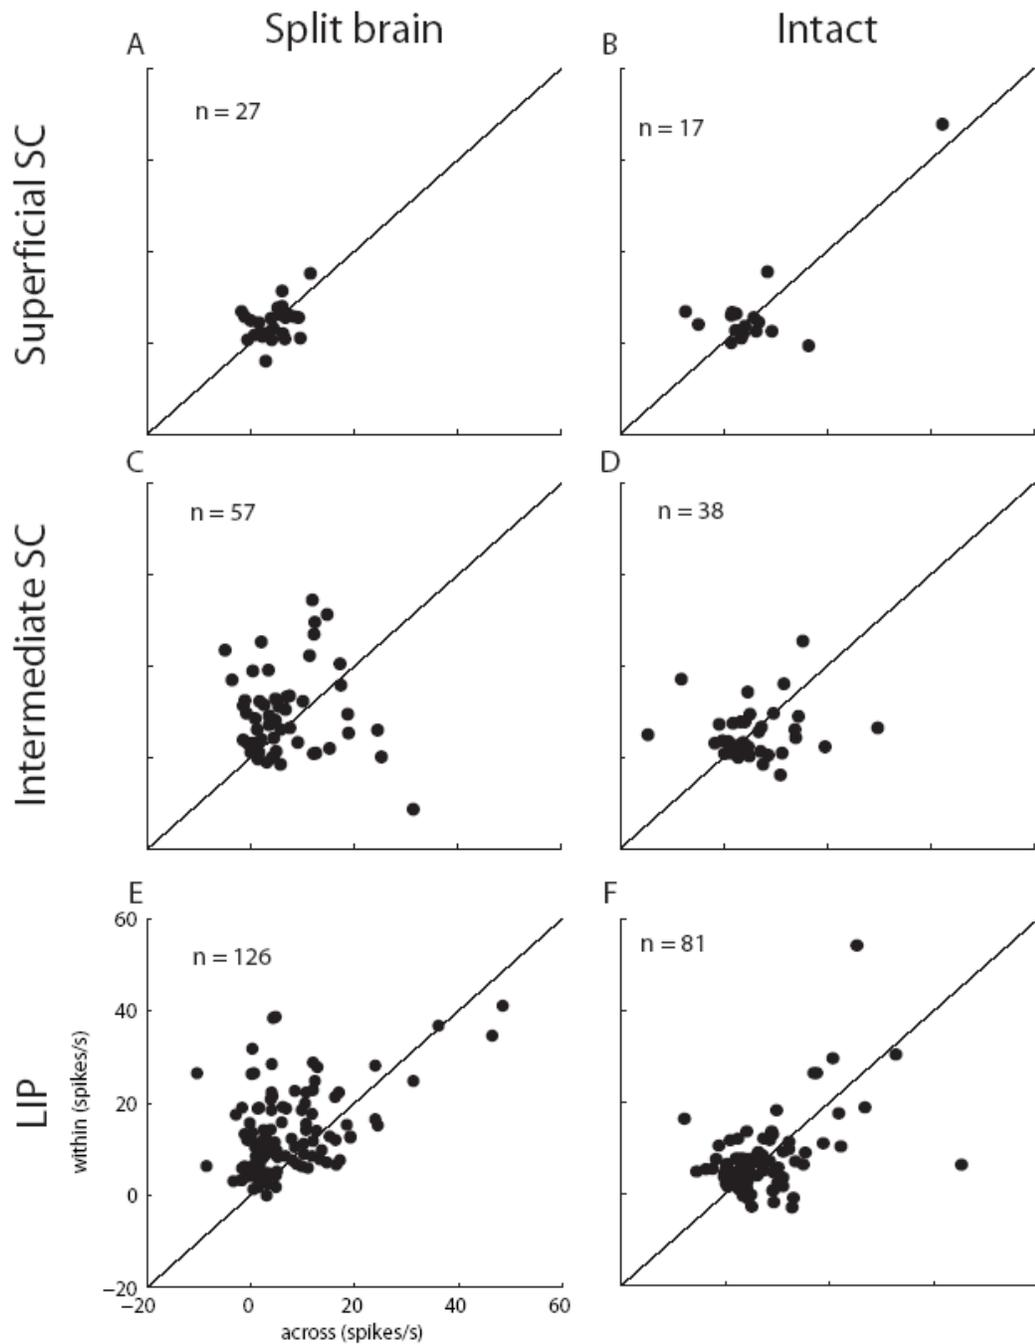 Split brain
Intact
A
B
Superficial SC
n = 27
n = 17
C
D
Intermediate SC
n = 57
n = 38
E
F
LIP
within (spikes/s)
60
40
20
0
−20
n = 126
n = 81
−20 0 20 40 60
across (spikes/s)